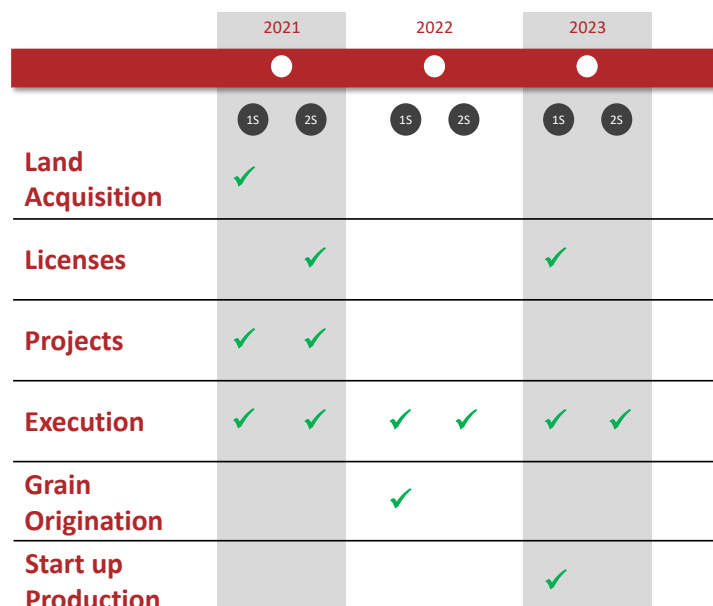 2021 2022 2023
1S 2S 1S 2S 1S 2S
Land
Acquisition
Licenses
Projects
Execution
Grain
Origination
Start up
Production